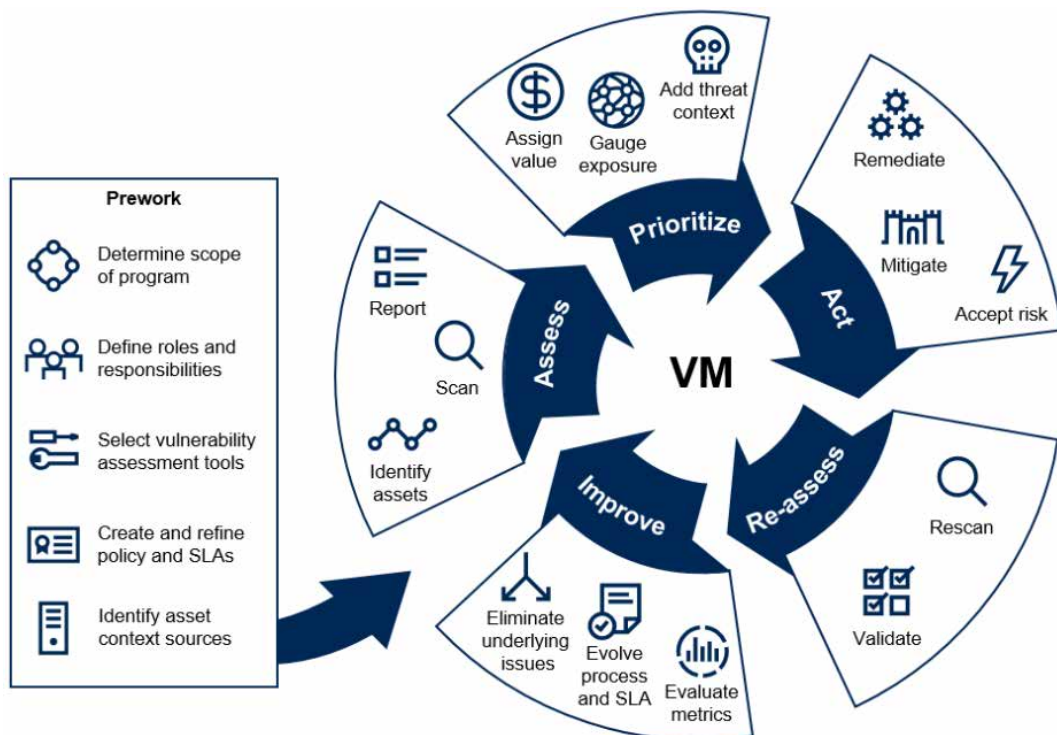 Prework
Determine scope
of program
Define roles and
responsibilities
Select vulnerability
assessment tools
Create and refine
policy and SLAs
Identify asset
context sources
VM
Assess
Identify
assets
Scan
Report
Prioritize
Assign
value
Gauge
exposure
Add threat
context
Act
Remediate
Mitigate
Accept risk
Re-assess
Rescan
Validate
Improve
Evaluate
metrics
Evolve
process
and SLA
Eliminate
underlying
issues